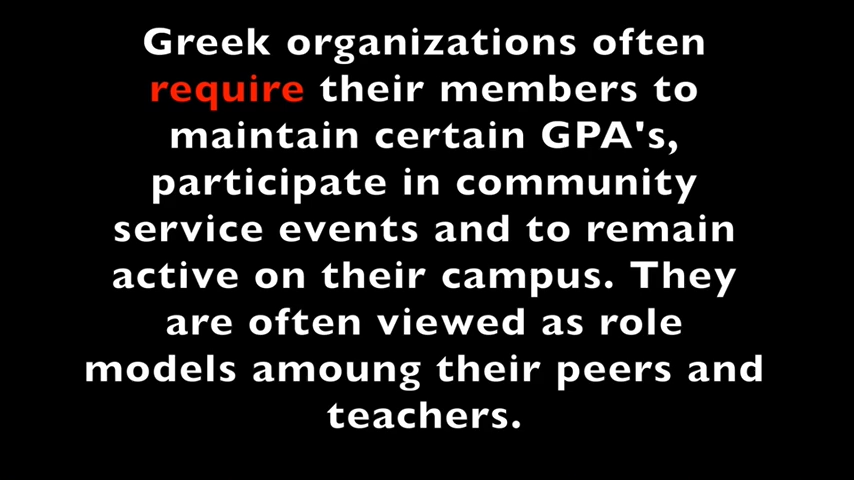 Greek organizations often
require their members to
maintain certain GPA's,
participate in community
service events and to remain
active on their campus. They
are often viewed as role
models amoung their peers and
teachers.